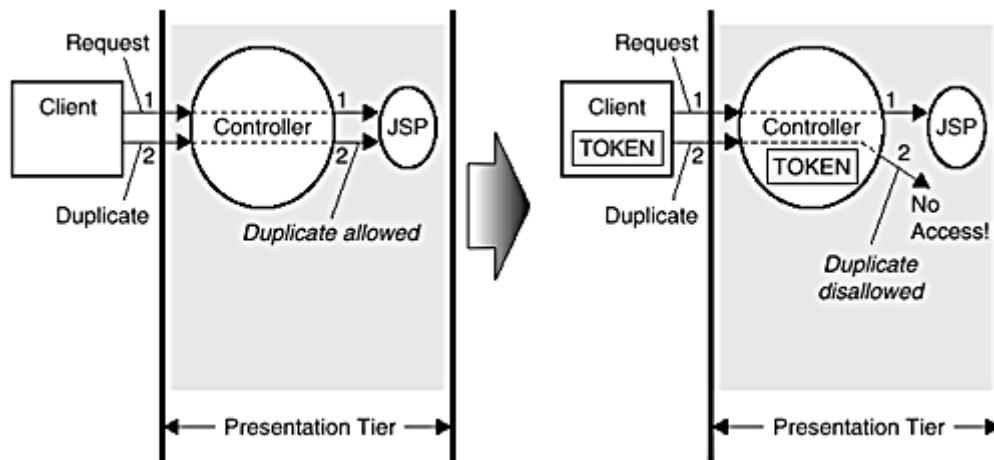 Request
Client
1
1
Controller
JSP
2
2
Duplicate
Duplicate allowed
Presentation Tier
Request
Client
1
1
TOKEN
Controller
JSP
2
TOKEN
2
Duplicate
No
Access!
Duplicate
disallowed
Presentation Tier